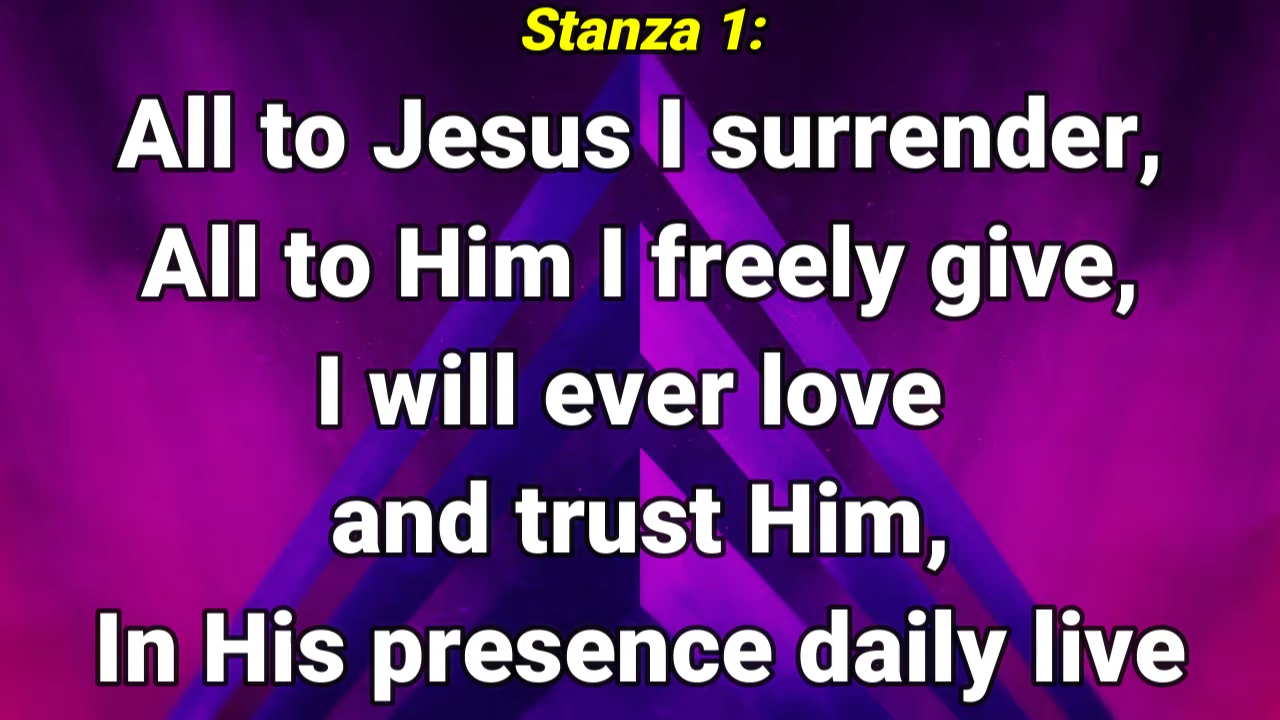 Stanza 1:
All to Jesus I surrender,
All to Him I freely give,
I will ever love
and trust Him,
In His presence daily live